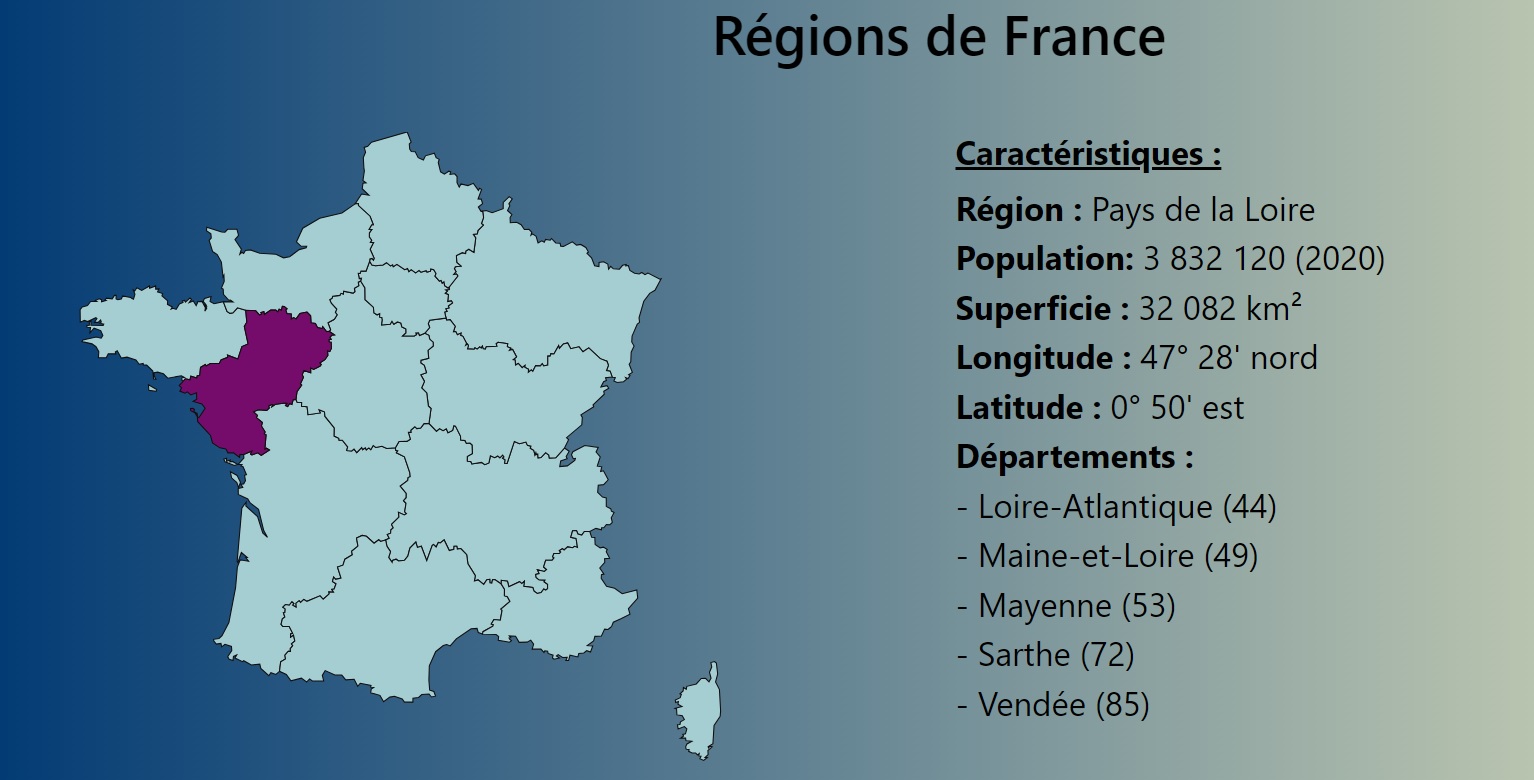 Régions de France
Caractéristiques :
Région : Pays de la Loire
Population: 3 832 120 (2020)
Superficie : 32 082 km²
Longitude : 47° 28' nord
Latitude : 0° 50' est
Départements :
- Loire-Atlantique (44)
- Maine-et-Loire (49)
- Mayenne (53)
- Sarthe (72)
- Vendée (85)